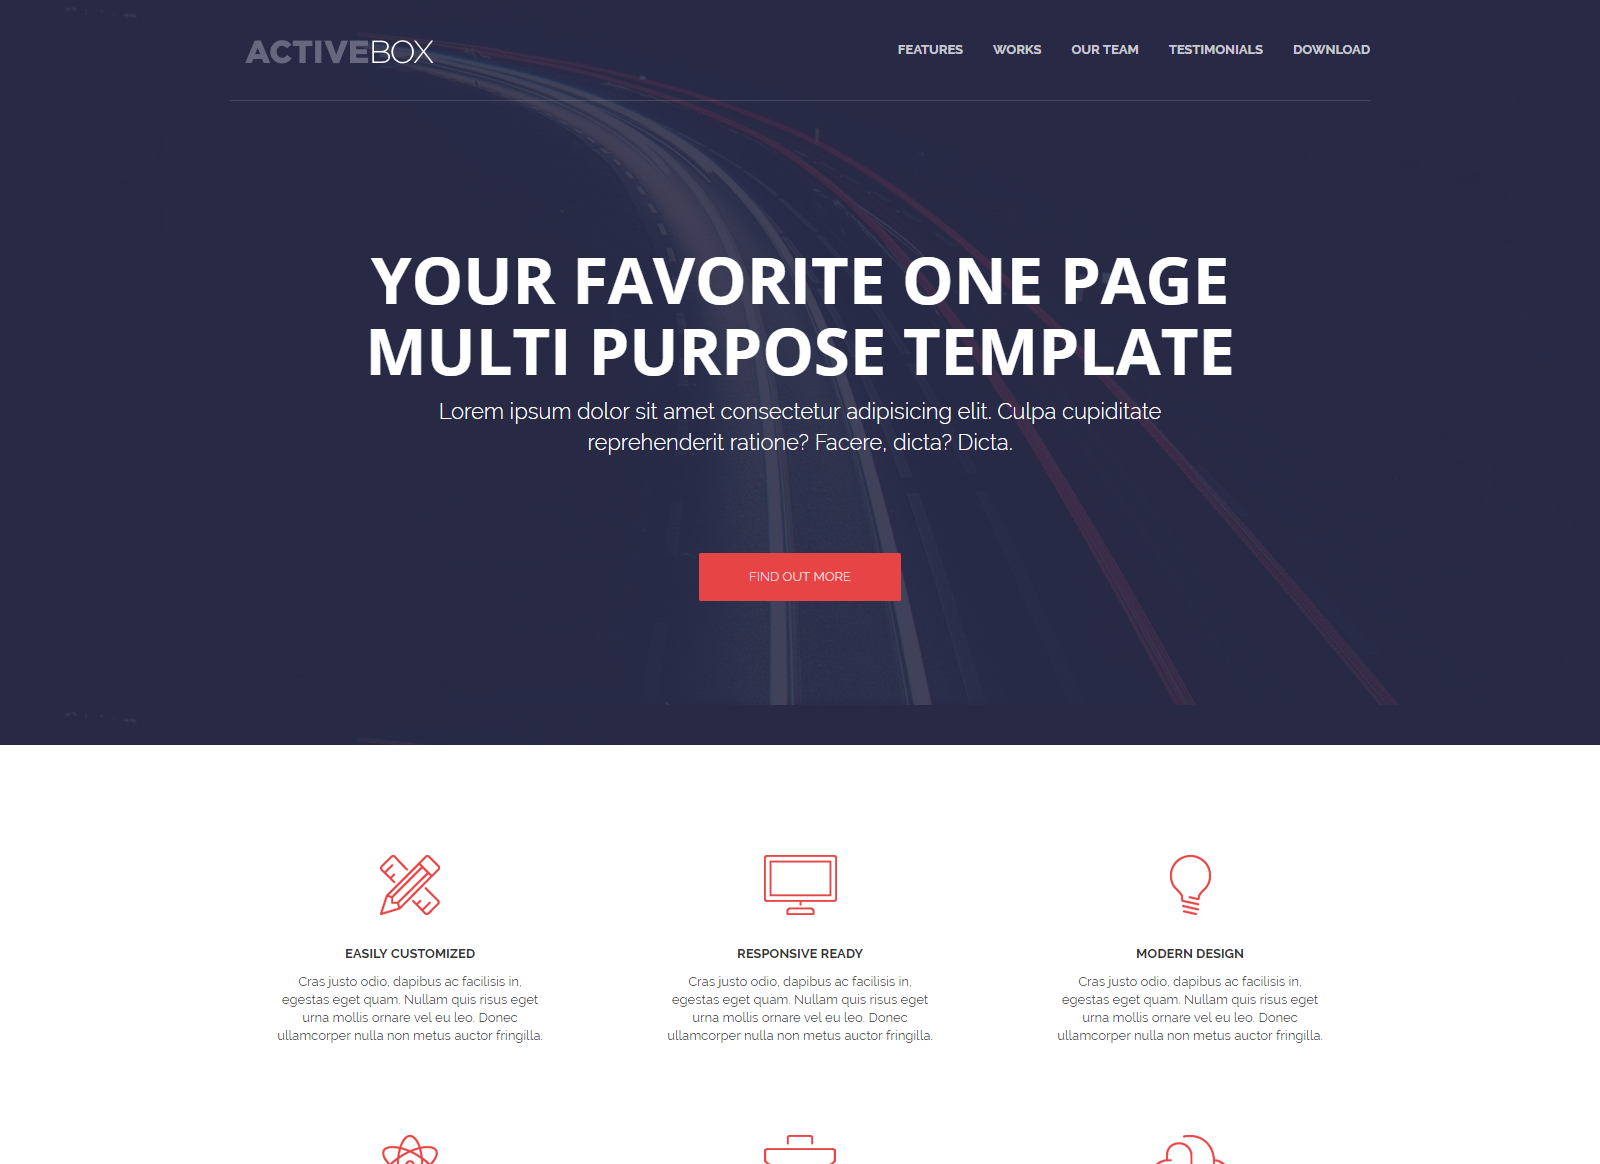 ACTIVEBOX
FEATURES WORKS OUR TEAM TESTIMONIALS DOWNLOAD
YOUR FAVORITE ONE PAGE
MULTI PURPOSE TEMPLATE
Lorem ipsum dolor sit amet consectetur adipisicing elit. Culpa cupiditate
reprehenderit ratione? Facere, dicta? Dicta.
FIND OUT MORE
EASILY CUSTOMIZED
Cras justo odio, dapibus ac facilisis in,
egestas eget quam. Nullam quis risus eget
urna mollis ornare vel eu leo. Donec
ullamcorper nulla non metus auctor fringilla.
RESPONSIVE READY
Cras justo odio, dapibus ac facilisis in,
egestas eget quam. Nullam quis risus eget
urna mollis ornare vel eu leo. Donec
ullamcorper nulla non metus auctor fringilla.
MODERN DESIGN
Cras justo odio, dapibus ac facilisis in,
egestas eget quam. Nullam quis risus eget
urna mollis ornare vel eu leo. Donec
ullamcorper nulla non metus auctor fringilla.